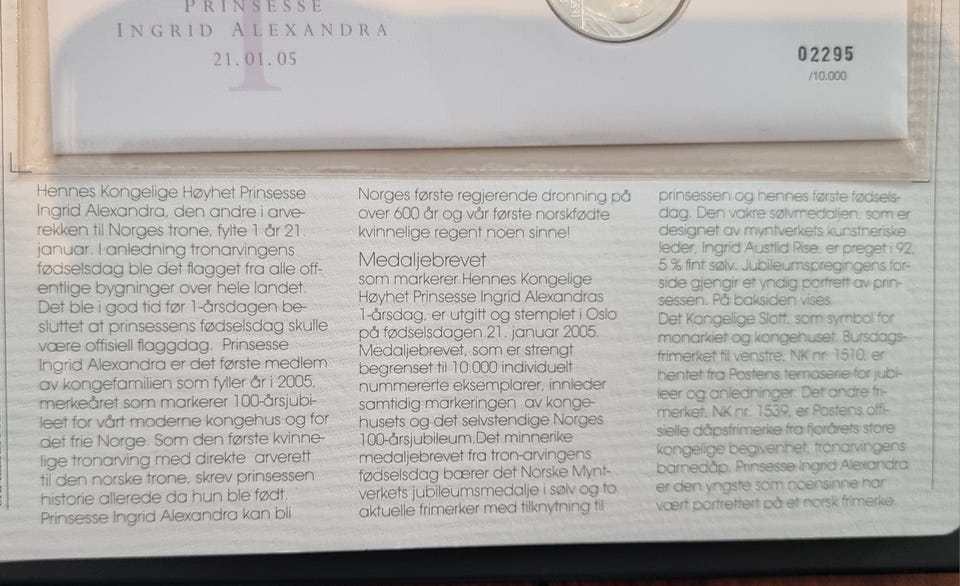 PRINSESSE
INGRID ALEXANDRA
21.01.05
1
02295
/10.000
Hennes Kongelige Høyhet Prinsesse
Ingrid Alexandra, den andre i arve-
rekken til Norges trone, fylte 1 år 21.
januar. I anledning tronarvingens
fødselsdag ble det flagget fra alle off-
entlige bygninger over hele landet.
Det ble i god tid før 1-årsdagen be-
sluttet at prinsessens fødselsdag skulle
være offisiell flaggdag. Prinsesse
Ingrid Alexandra er det første medlem
av kongefamilien som fyller år i 2005,
merkeåret som markerer 100-årsjubi-
leet for vårt moderne kongehus og for
det frie Norge. Som den første kvinne-
lige tronarving med direkte arverett
til den norske trone, skrev prinsessen
historie allerede da hun ble født.
Prinsesse Ingrid Alexandra kan bli
Norges første regjerende dronning på
over 600 år og vår første norskfødte
kvinnelige regent noen sinne!
Medaljebrevet
som markerer Hennes Kongelige
Høyhet Prinsesse Ingrid Alexandras
1-årsdag, er utgitt og stemplet i Oslo
på fødselsdagen 21. januar 2005.
Medaljebrevet, som er strengt
begrenset til 10.000 individuelt
nummererte eksemplarer, innleder
samtidig markeringen av konge-
husets og det selvstendige Norges
100-årsjubileum.Det minnerike
medaljebrevet fra tron-arvingens
fødselsdag bærer det Norske Mynt-
verkets jubileumsmedalje i sølv og to
aktuelle frimerker med tilknytning til
prinsessen og hennes første fødsels-
dag. Den vakre sølvmedaljen, som er
designet av myntverkets kunstneriske
leder, Ingrid Austlid Rise, er preget i 92,
5 % fint sølv. Jubileumspregingens for-
side gjengir et yndig portrett av prin-
sessen. På baksiden vises
Det Kongelige Slott, som symbol for
monarkiet og kongehuset. Bursdags-
frimerket til venstre, NK nr. 1510, er
hentet fra Postens temaserie for jubi-
leer og anledninger. Det andre fri-
merket, NK nr. 1539, er Postens offi-
sielle dåpsfrimerke fra fjorårets store
kongelige begivenhet, tronarvingens
barnedåp. Prinsesse Ingrid Alexandra
er den yngste som noensinne har
vært portrettert på et norsk frimerke.